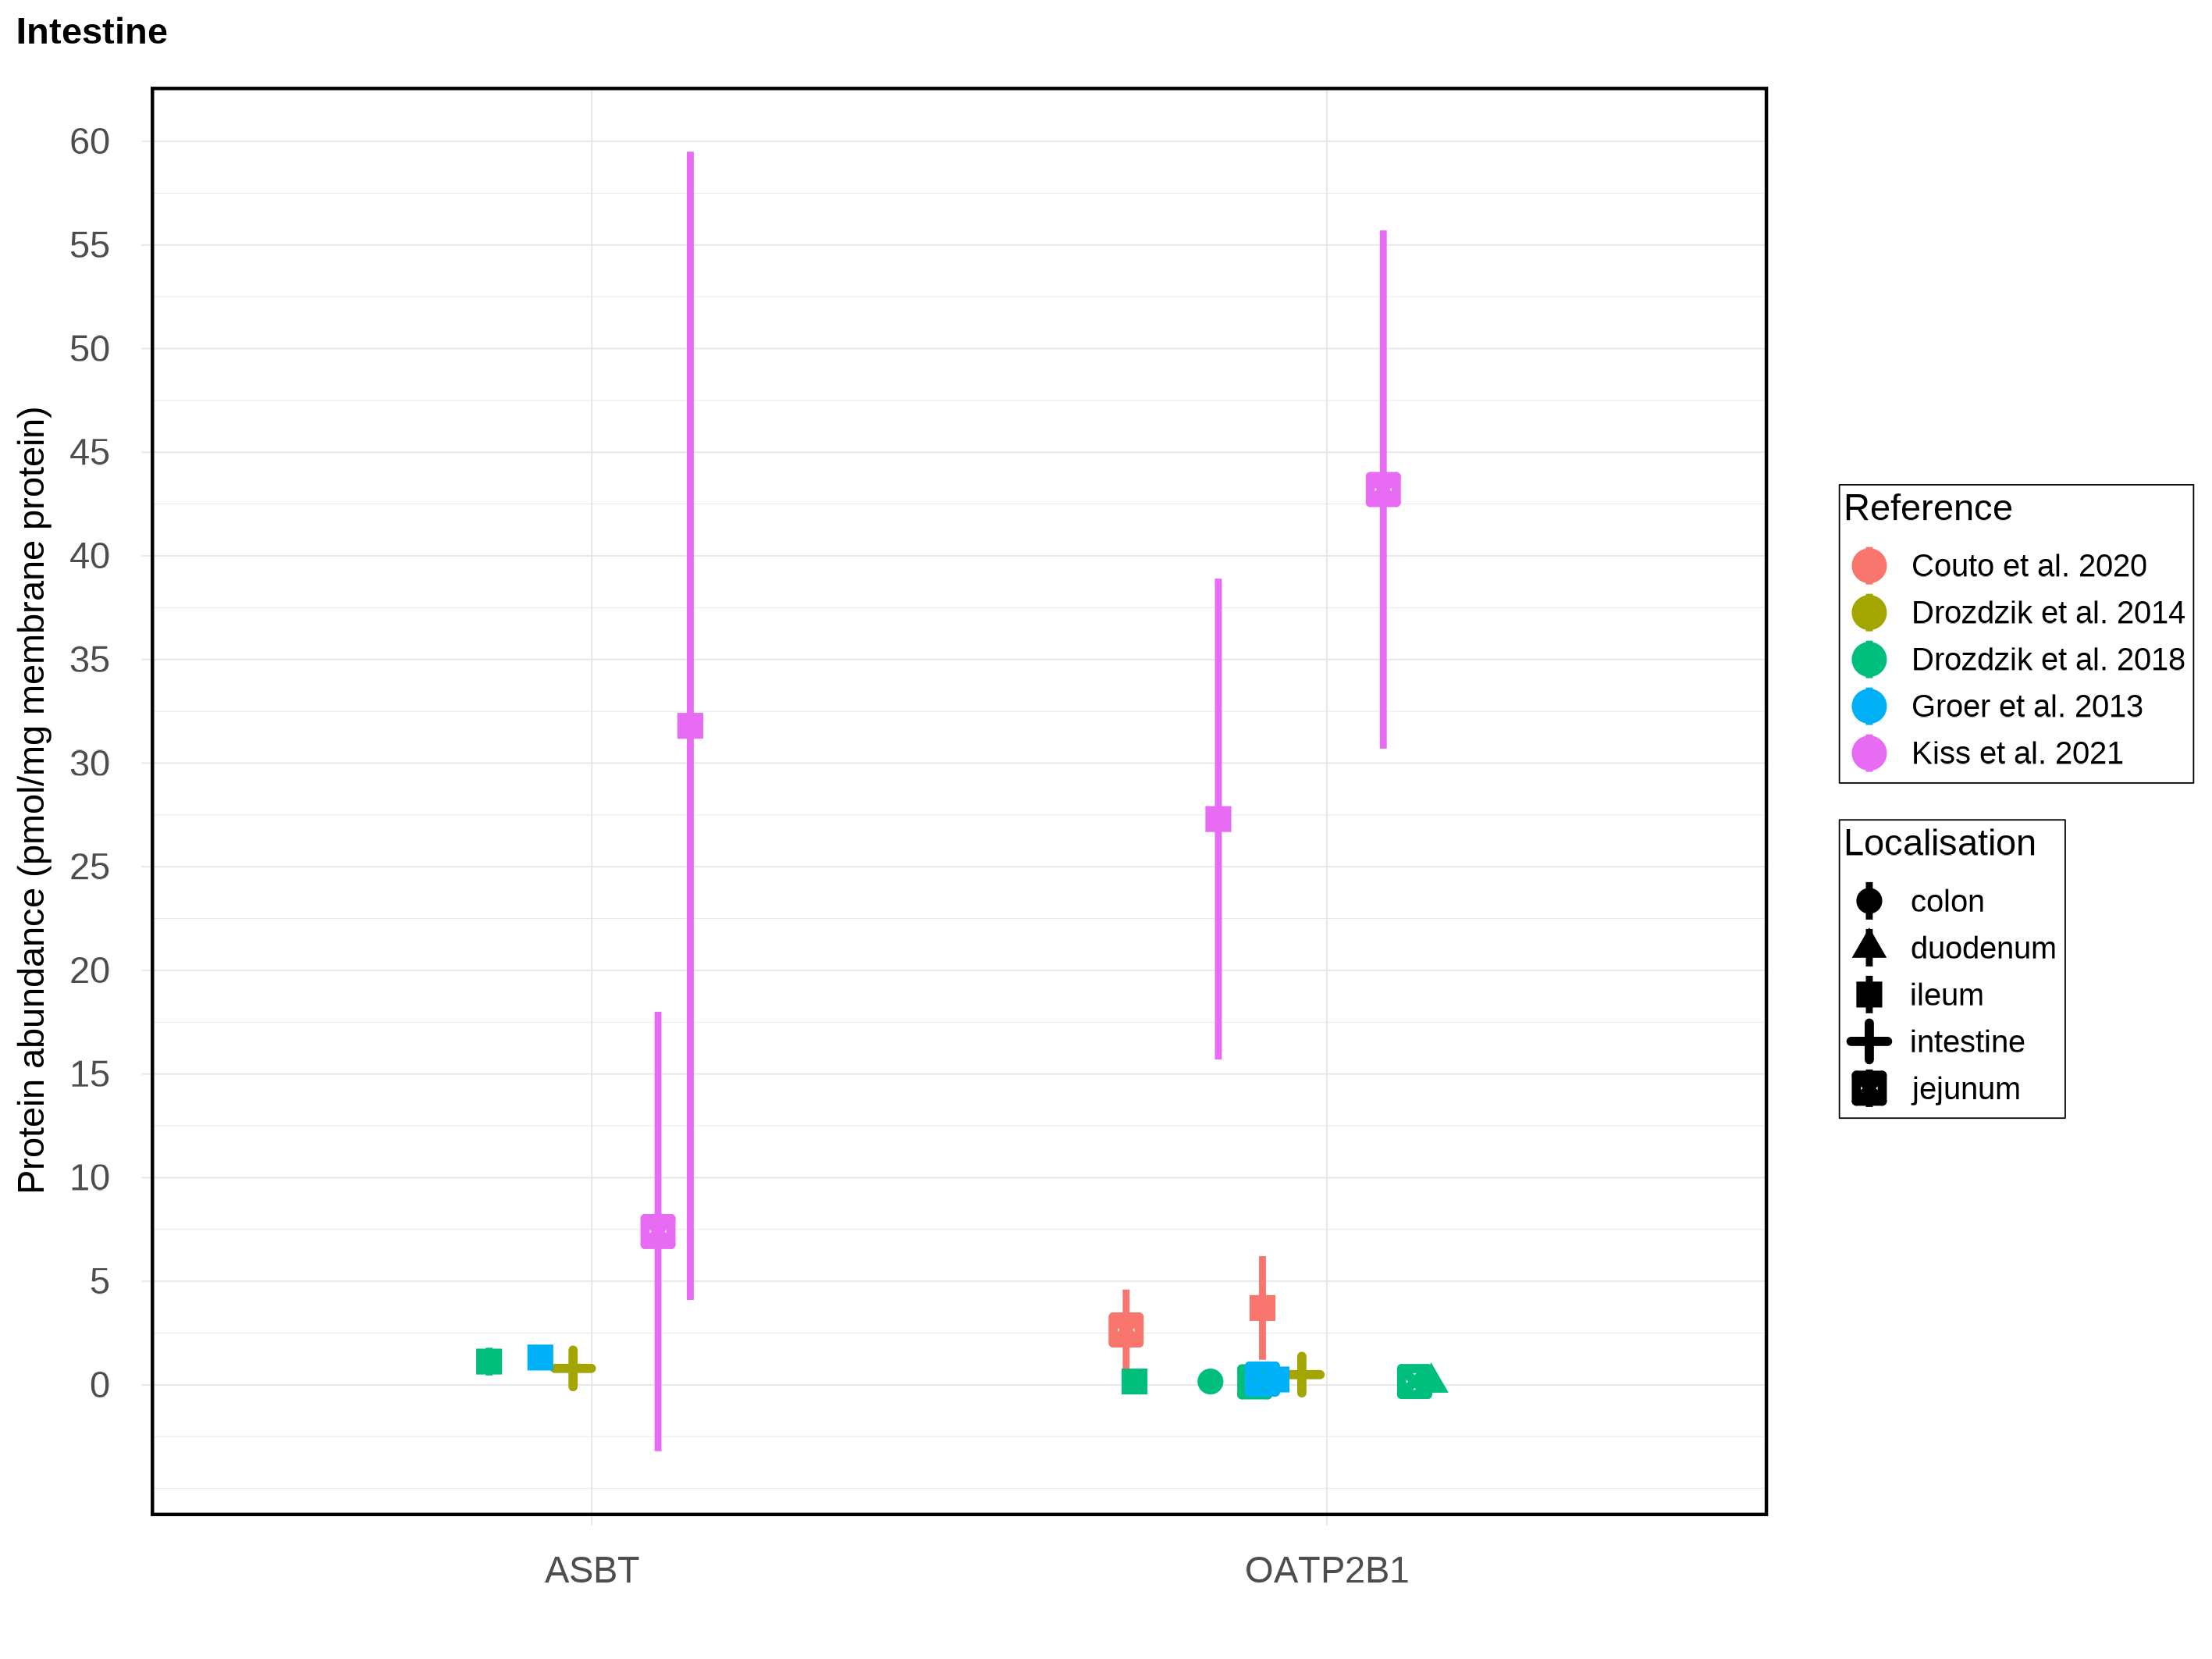 Intestine
Protein abundance (pmol/mg membrane protein)
60
55
50
45
40
35
30
25
20
15
10
5
0
ASBT
OATP2B1
Reference
Couto et al. 2020
Drozdzik et al. 2014
Drozdzik et al. 2018
Groer et al. 2013
Kiss et al. 2021
Localisation
colon
duodenum
ileum
intestine
jejunum